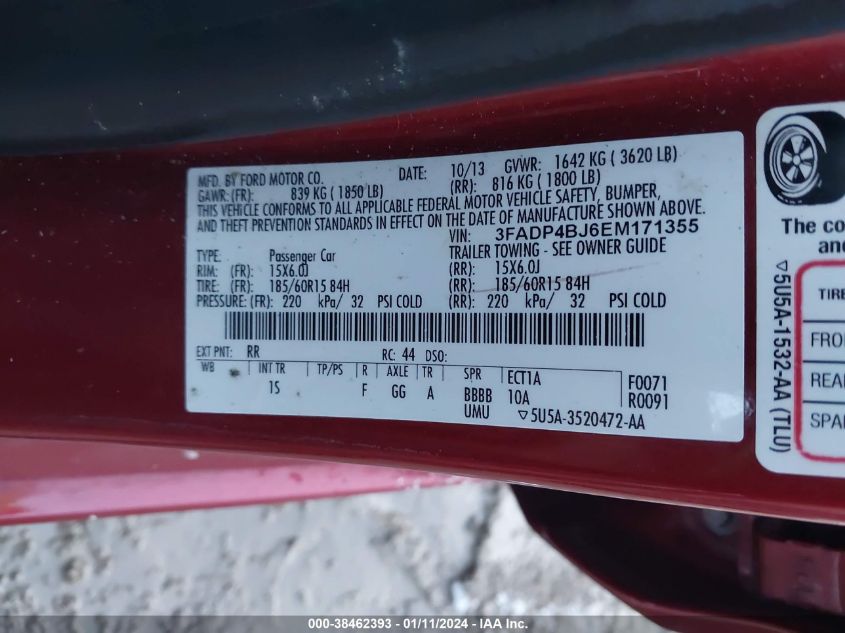 MFD. BY FORD MOTOR CO. DATE: 10/13 GVWR: 1642 KG ( 3620 LB)
GAWR: (FR): 839 KG ( 1850 LB) (RR): 816 KG ( 1800 LB)
THIS VEHICLE CONFORMS TO ALL APPLICABLE FEDERAL MOTOR VEHICLE SAFETY, BUMPER,
AND THEFT PREVENTION STANDARDS IN EFFECT ON THE DATE OF MANUFACTURE SHOWN ABOVE.
VIN: 3FADP4BJ6EM171355
TYPE: Passenger Car TRAILER TOWING - SEE OWNER GUIDE
RIM: (FR): 15X6.0J (RR): 15X6.0J
TIRE: (FR): 185/60R15 84H (RR): 185/60R15 84H
PRESSURE: (FR): 220 kPa/ 32 PSI COLD (RR): 220 kPa/ 32 PSI COLD
EXT PNT: RR RC: 44 DSO:
WB INT TR TP/PS R AXLE TR SPR ECT1A F0071
1S F GG A BBBB 10A R0091
UMU ▽5U5A-3520472-AA
The co
and
▽5U5A-1532-AA (TLU)
TIRE
FRO
REA
SPA
000-38462393 - 01/11/2024 - IAA Inc.